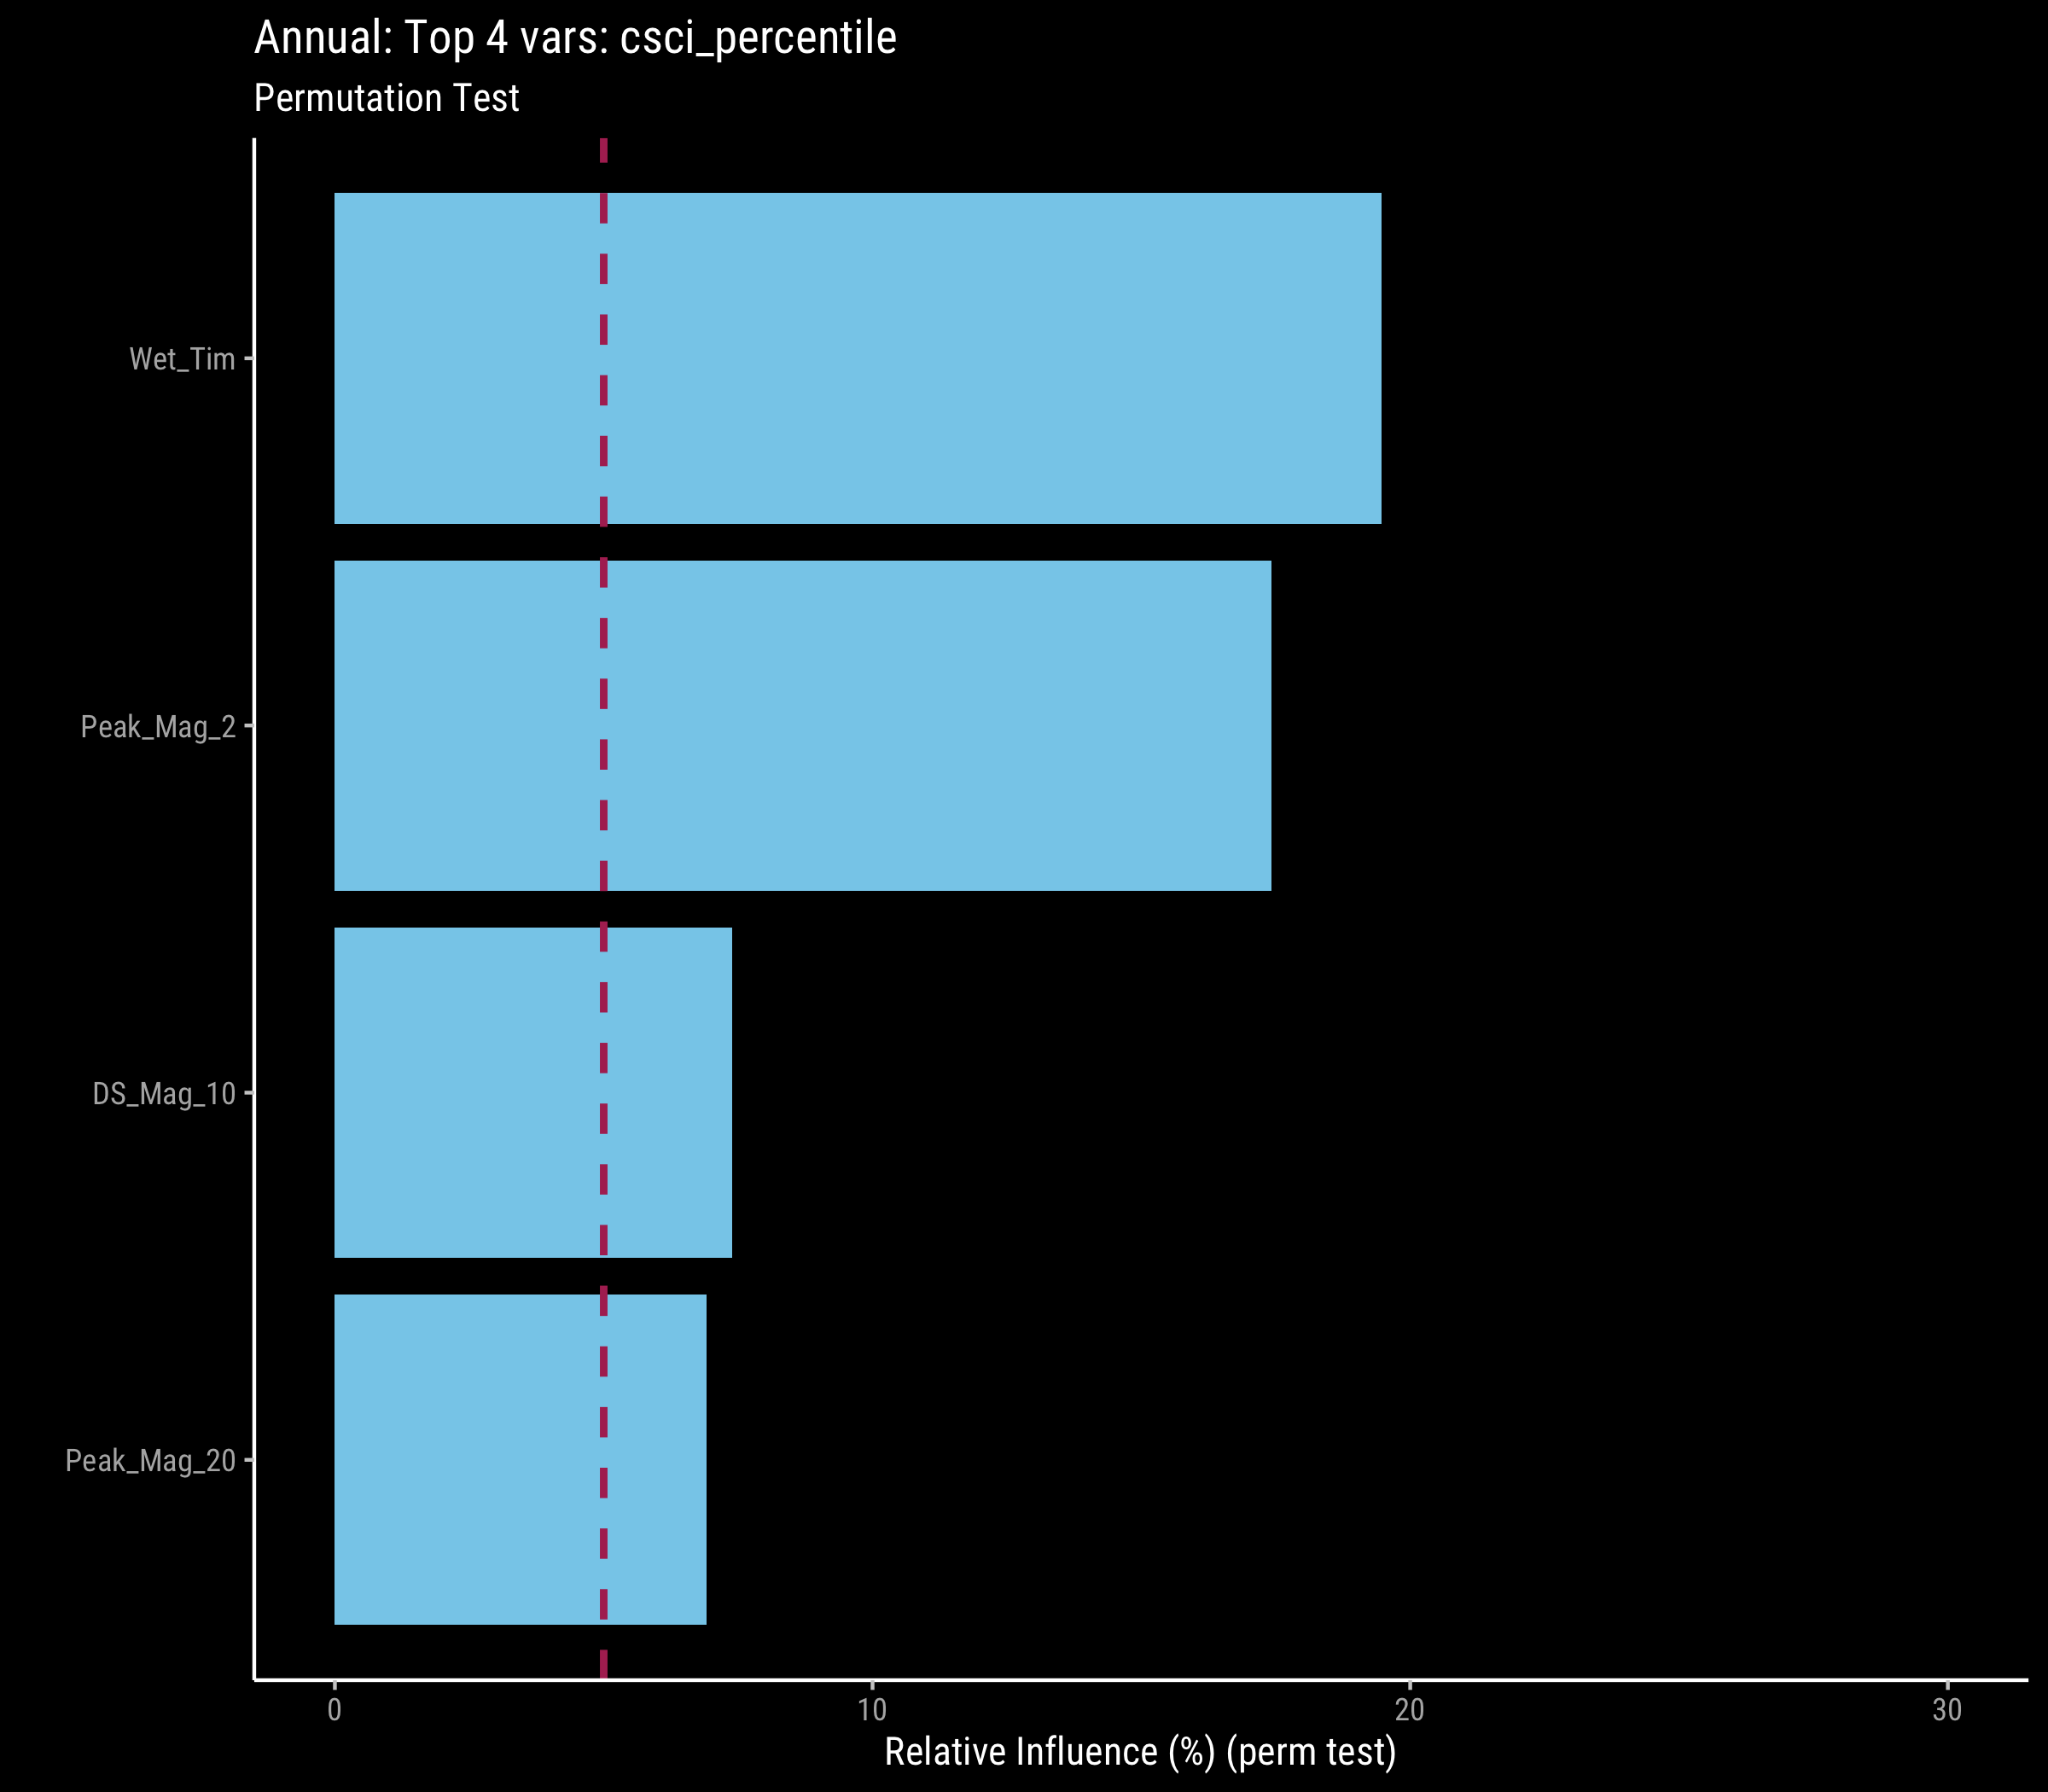 Annual: Top 4 vars: csci_percentile
Permutation Test
Wet_Tim
Peak_Mag_2
DS_Mag_10
Peak_Mag_20
0 10 20 30
Relative Influence (%) (perm test)